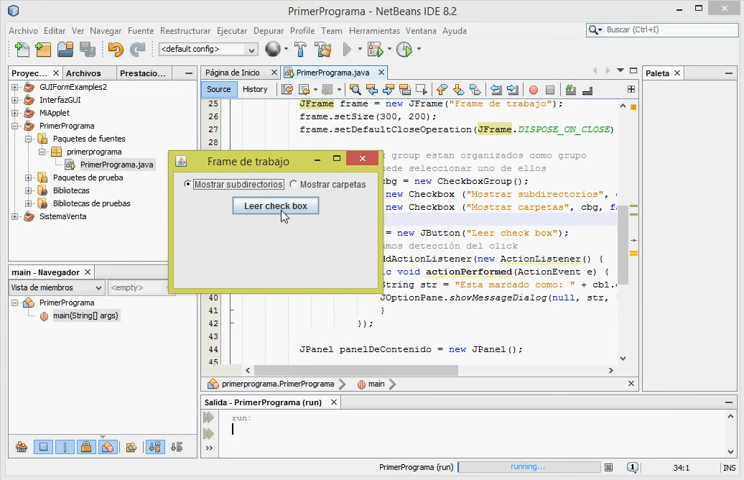 PrimerPrograma - NetBeans IDE 8.2
Archivo Editar Ver Navegar Fuente Reestructurar Ejecutar Depurar Profile Team Herramientas Ventana Ayuda
Buscar (Ctrl+I)
<default config>
Proyec... Archivos Prestacio...
Página de Inicio PrimerPrograma.java Paleta
Source History
GUIFormExamples2
InterfazGUI
MiApplet
PrimerPrograma
Paquetes de fuentes
primerprograma
PrimerPrograma.java
Paquetes de prueba
Bibliotecas
Bibliotecas de pruebas
SistemaVenta
25 JFrame frame = new JFrame("Frame de trabajo");
26 frame.setSize(300, 200);
27 frame.setDefaultCloseOperation(JFrame.DISPOSE_ON_CLOSE)
group estan organizados como grupo
uede seleccionar uno de ellos
cbg = new CheckboxGroup();
new Checkbox ("Mostrar subdirectorios",
new Checkbox ("Mostrar carpetas", cbg, fa
= new JButton("Leer check box");
mos detección del click
ddActionListener(new ActionListener() {
c void actionPerformed(ActionEvent e) {
String str = "Esta marcado como: " + cb1.
40 JOptionPane.showMessageDialog(null, str,
41 }
42 });
43
44 JPanel panelDeContenido = new JPanel();
45
Frame de trabajo
Mostrar subdirectorios Mostrar carpetas
Leer check box
main - Navegador
Vista de miembros <empty>
PrimerPrograma
main(String[] args)
primerprograma.PrimerPrograma main
Salida - PrimerPrograma (run)
run:
PrimerPrograma (run) running... 1 34:1 INS